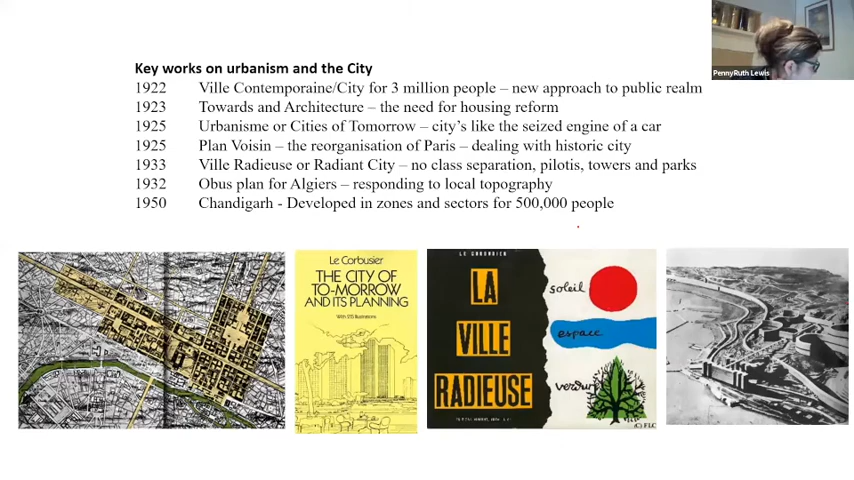 PennyRuth Lewis
Key works on urbanism and the City
1922 Ville Contemporaine/City for 3 million people – new approach to public realm
1923 Towards and Architecture – the need for housing reform
1925 Urbanisme or Cities of Tomorrow – city's like the seized engine of a car
1925 Plan Voisin – the reorganisation of Paris – dealing with historic city
1933 Ville Radieuse or Radiant City – no class separation, pilotis, towers and parks
1932 Obus plan for Algiers – responding to local topography
1950 Chandigarh - Developed in zones and sectors for 500,000 people
Le Corbusier
THE CITY OF
TO-MORROW
AND ITS PLANNING
LE CORBUSIER
LA
VILLE
RADIEUSE
soleil
espace
verdure
(C) FLC